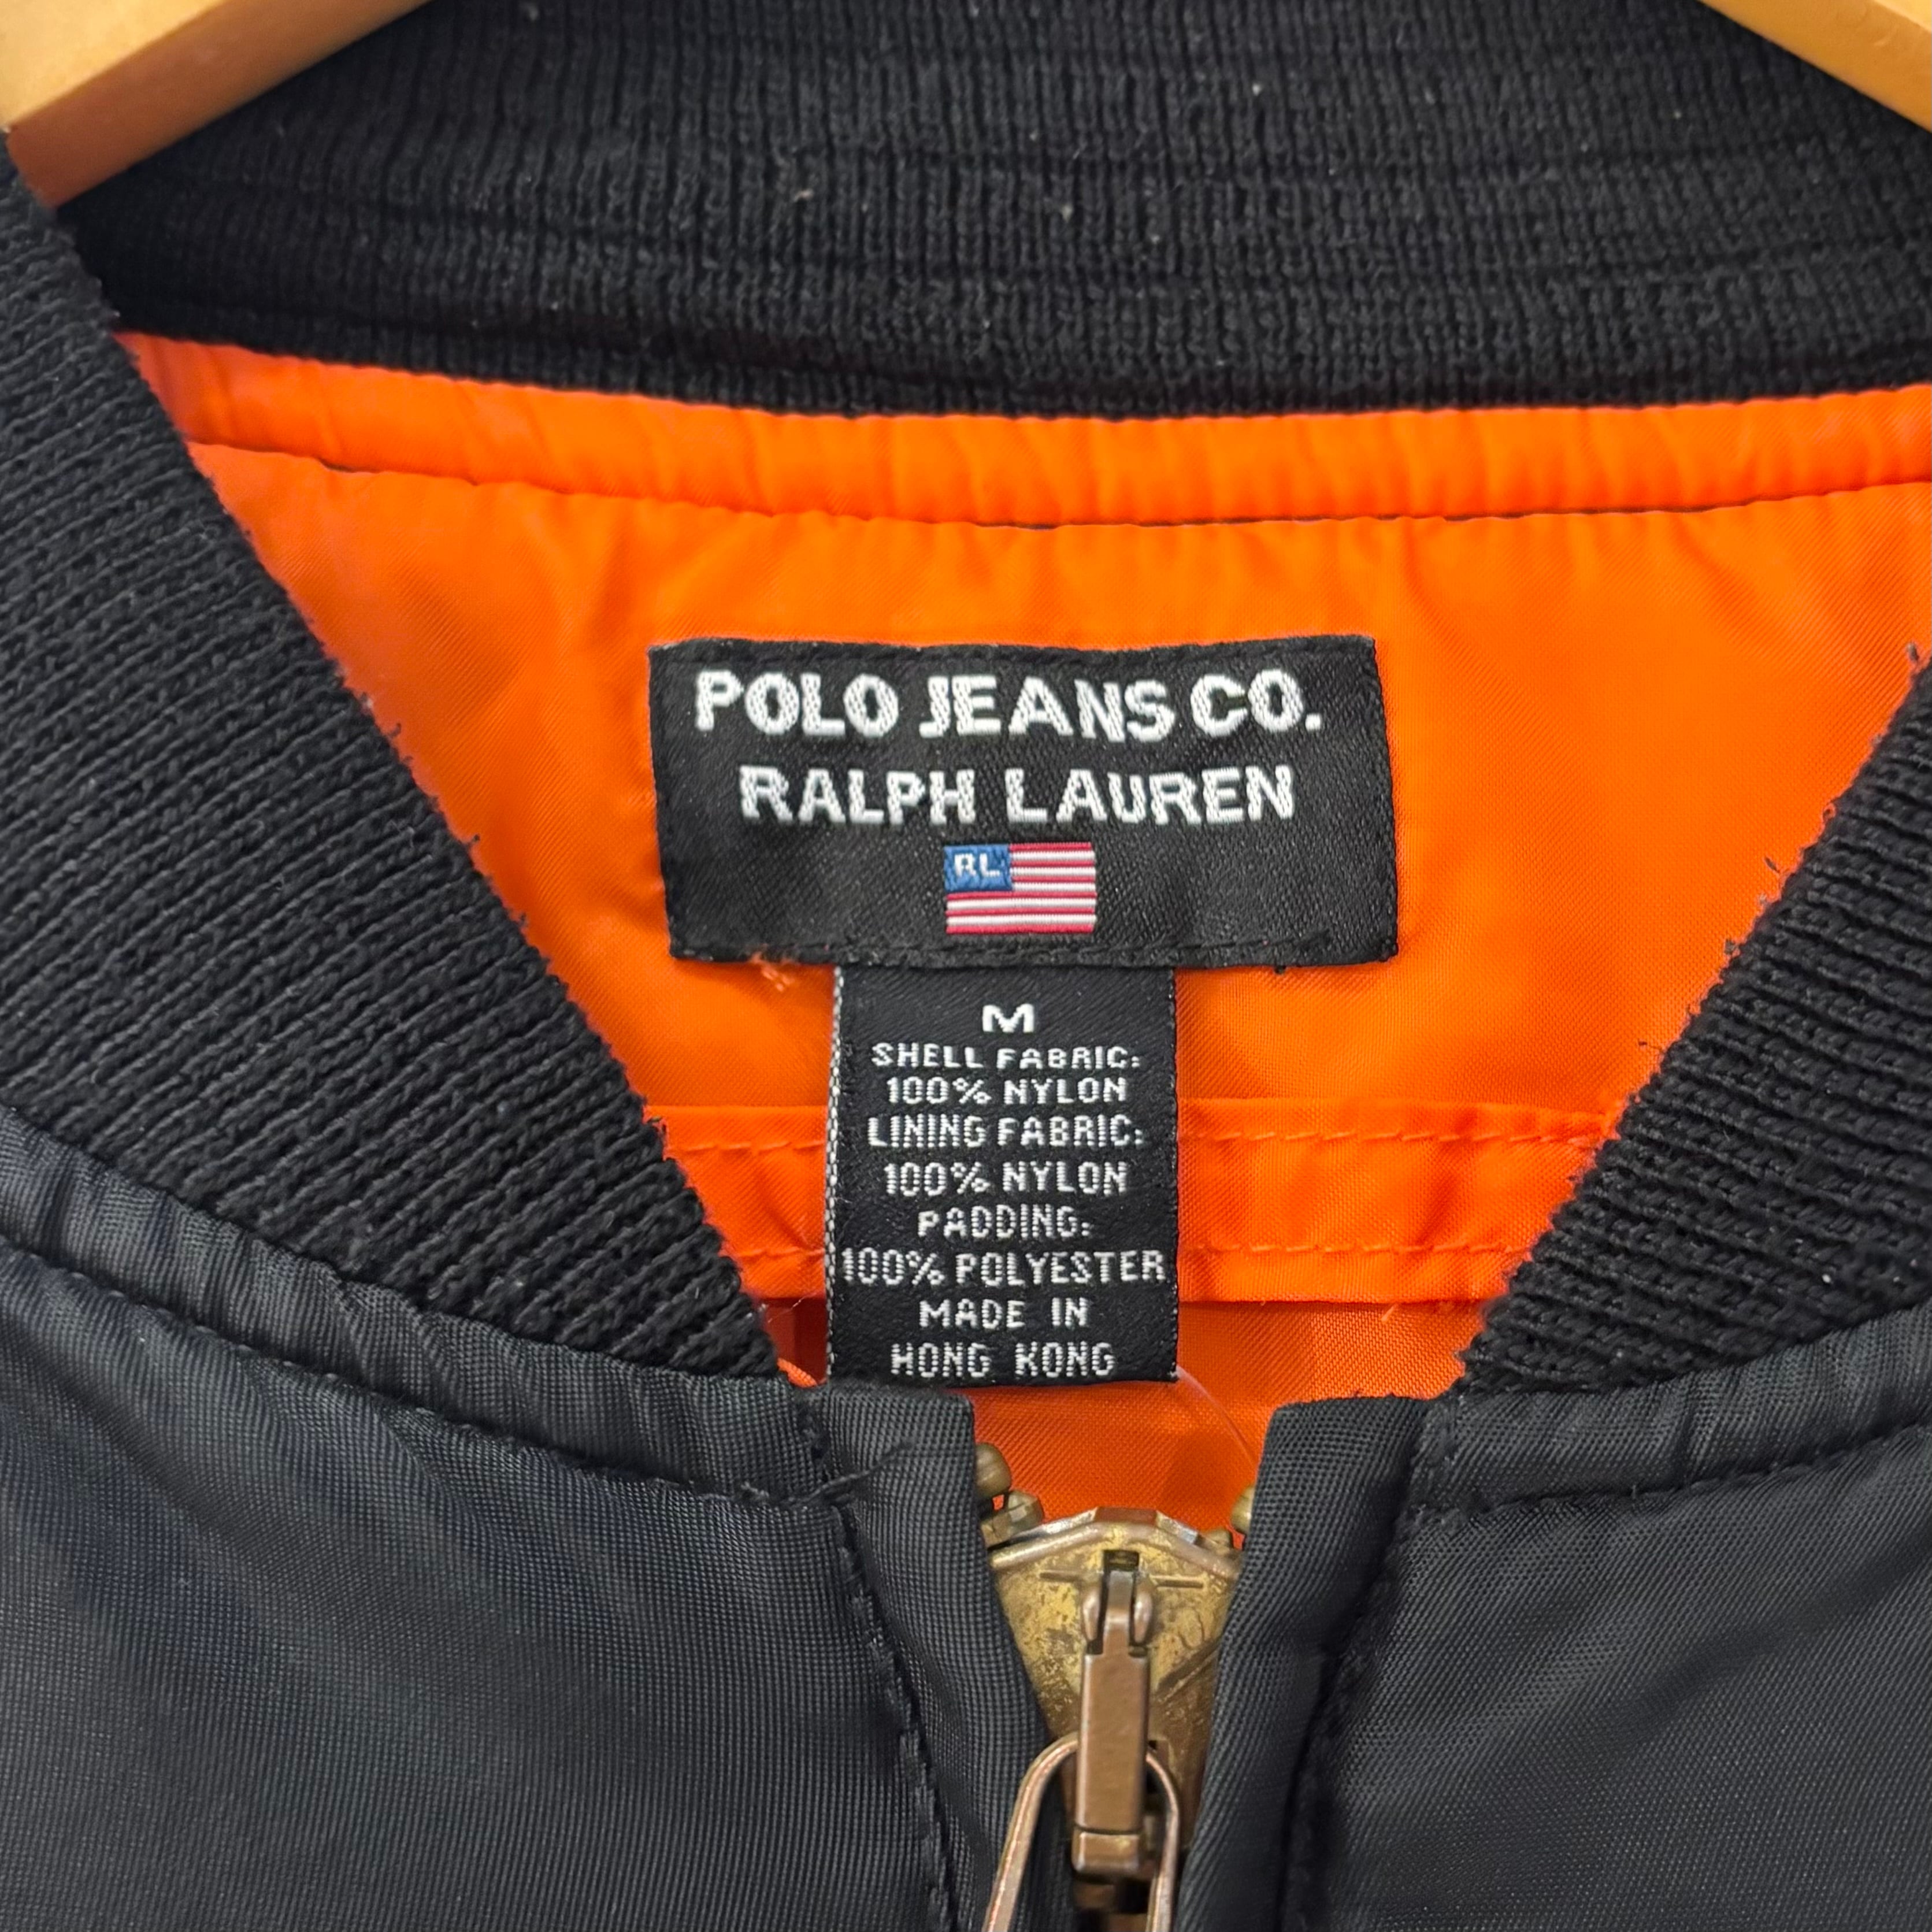 POLO JEANS CO.
RALPH LAUREN
RL
M
SHELL FABRIC:
100% NYLON
LINING FABRIC:
100% NYLON
PADDING:
100% POLYESTER
MADE IN
HONG KONG